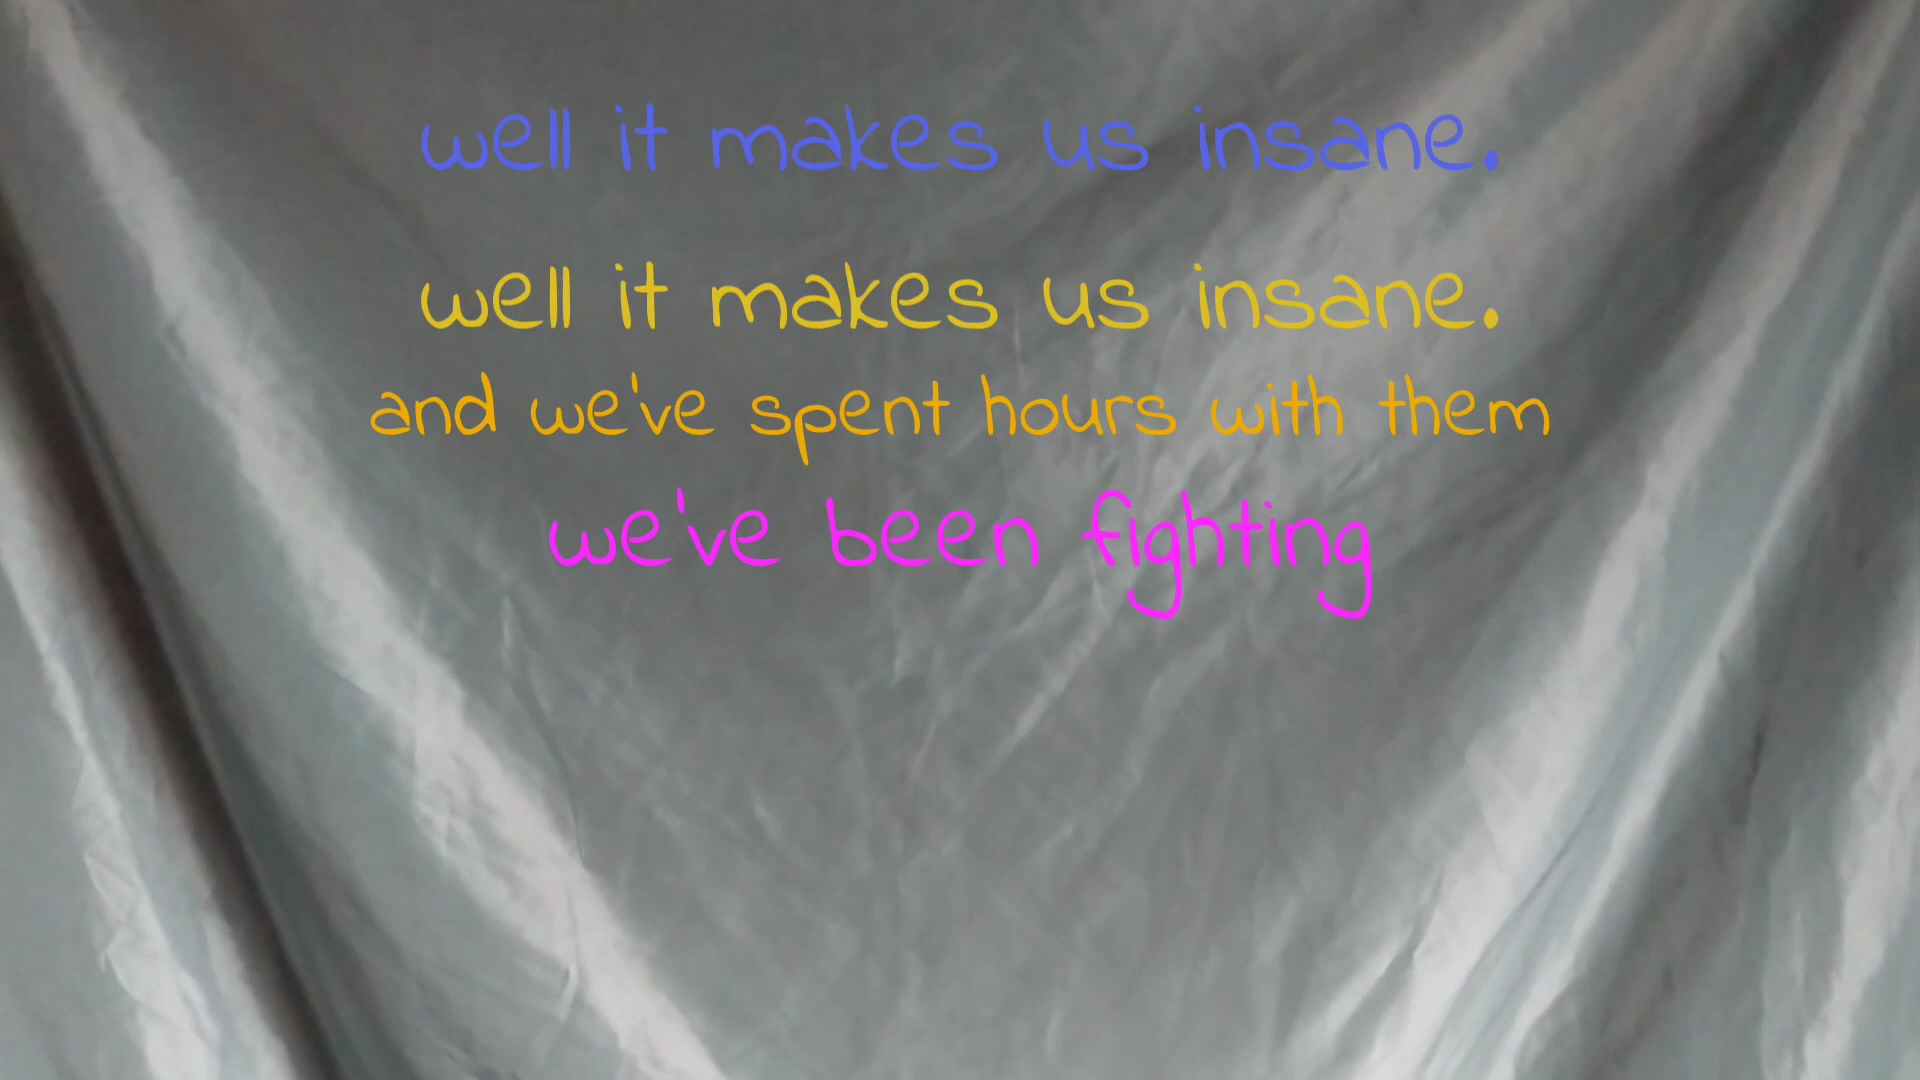 well it makes us insane.
well it makes us insane.
and we've spent hours with them
we've been fighting